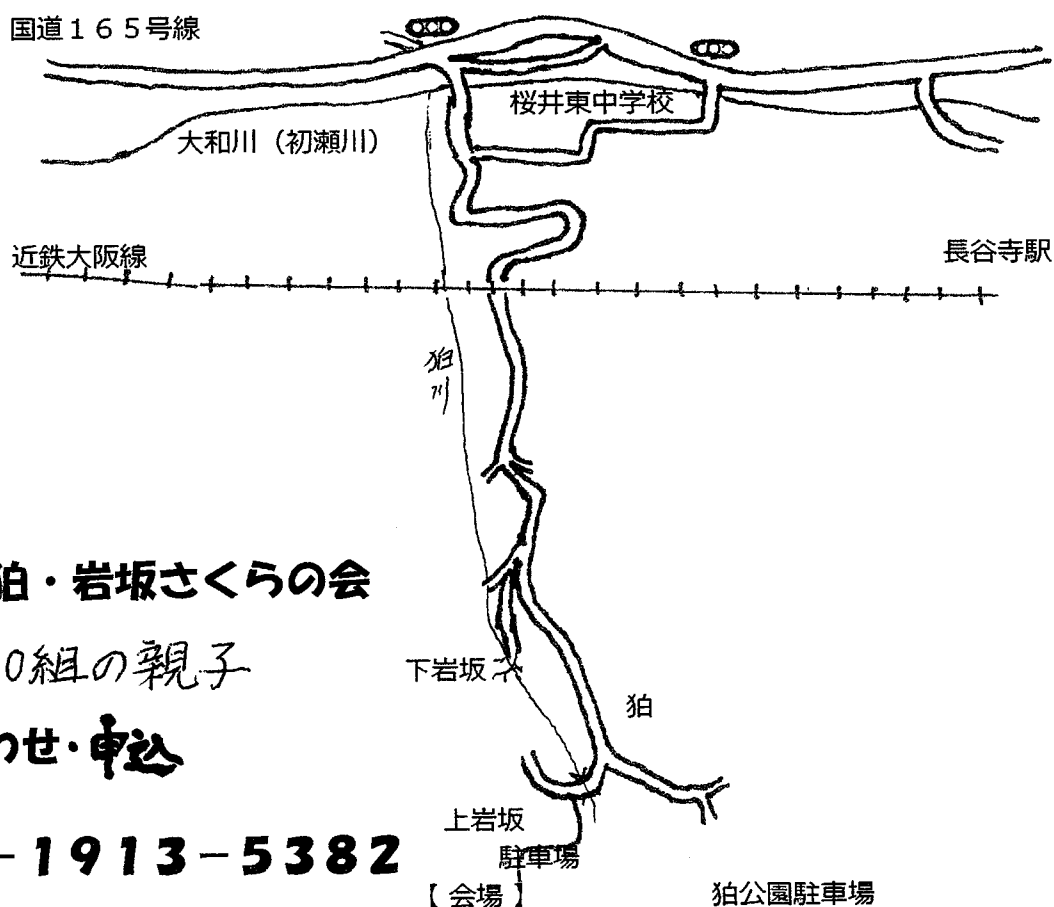 国道１６５号線
桜井東中学校
大和川（初瀬川）
近鉄大阪線
長谷寺駅
狛川
狛・岩坂さくらの会
0組の親子
下岩坂
狛
わせ・申込
上岩坂
－１９１３－５３８２
駐車場
【 会場 】
狛公園駐車場